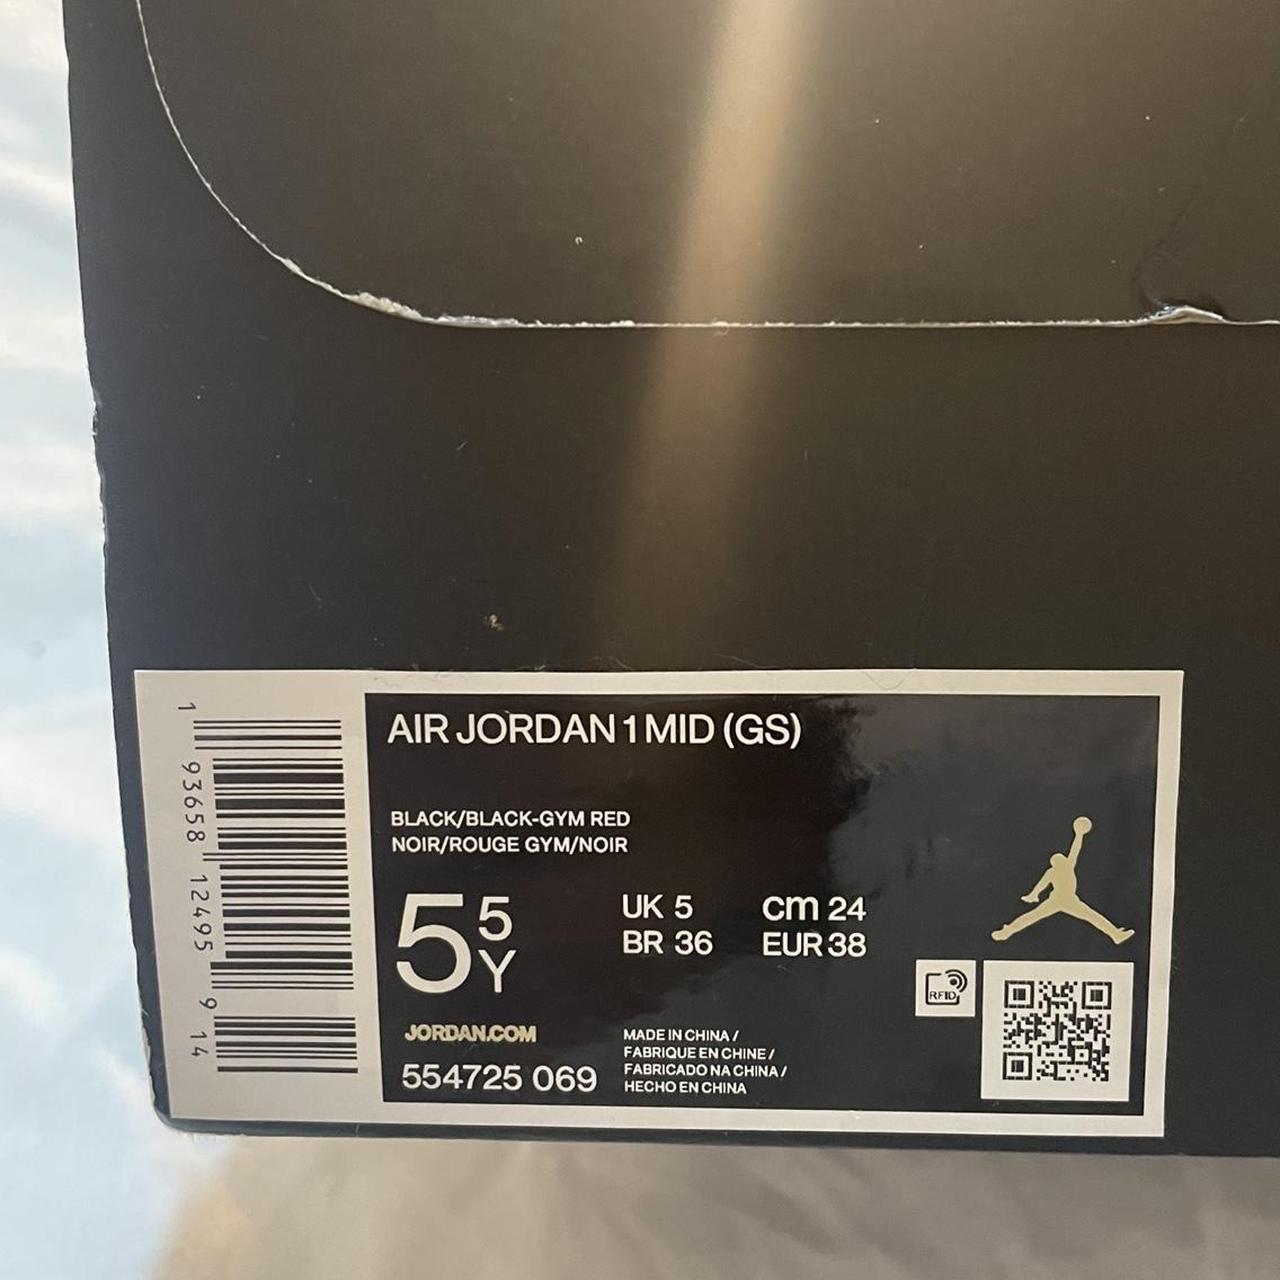 AIR JORDAN 1 MID (GS)
BLACK/BLACK-GYM RED
NOIR/ROUGE GYM/NOIR
5 5 Y
UK 5
cm 24
BR 36
EUR 38
JORDAN.COM
554725 069
MADE IN CHINA /
FABRIQUE EN CHINE /
FABRICADO NA CHINA /
HECHO EN CHINA
RFID
1 93658 12495 9 14